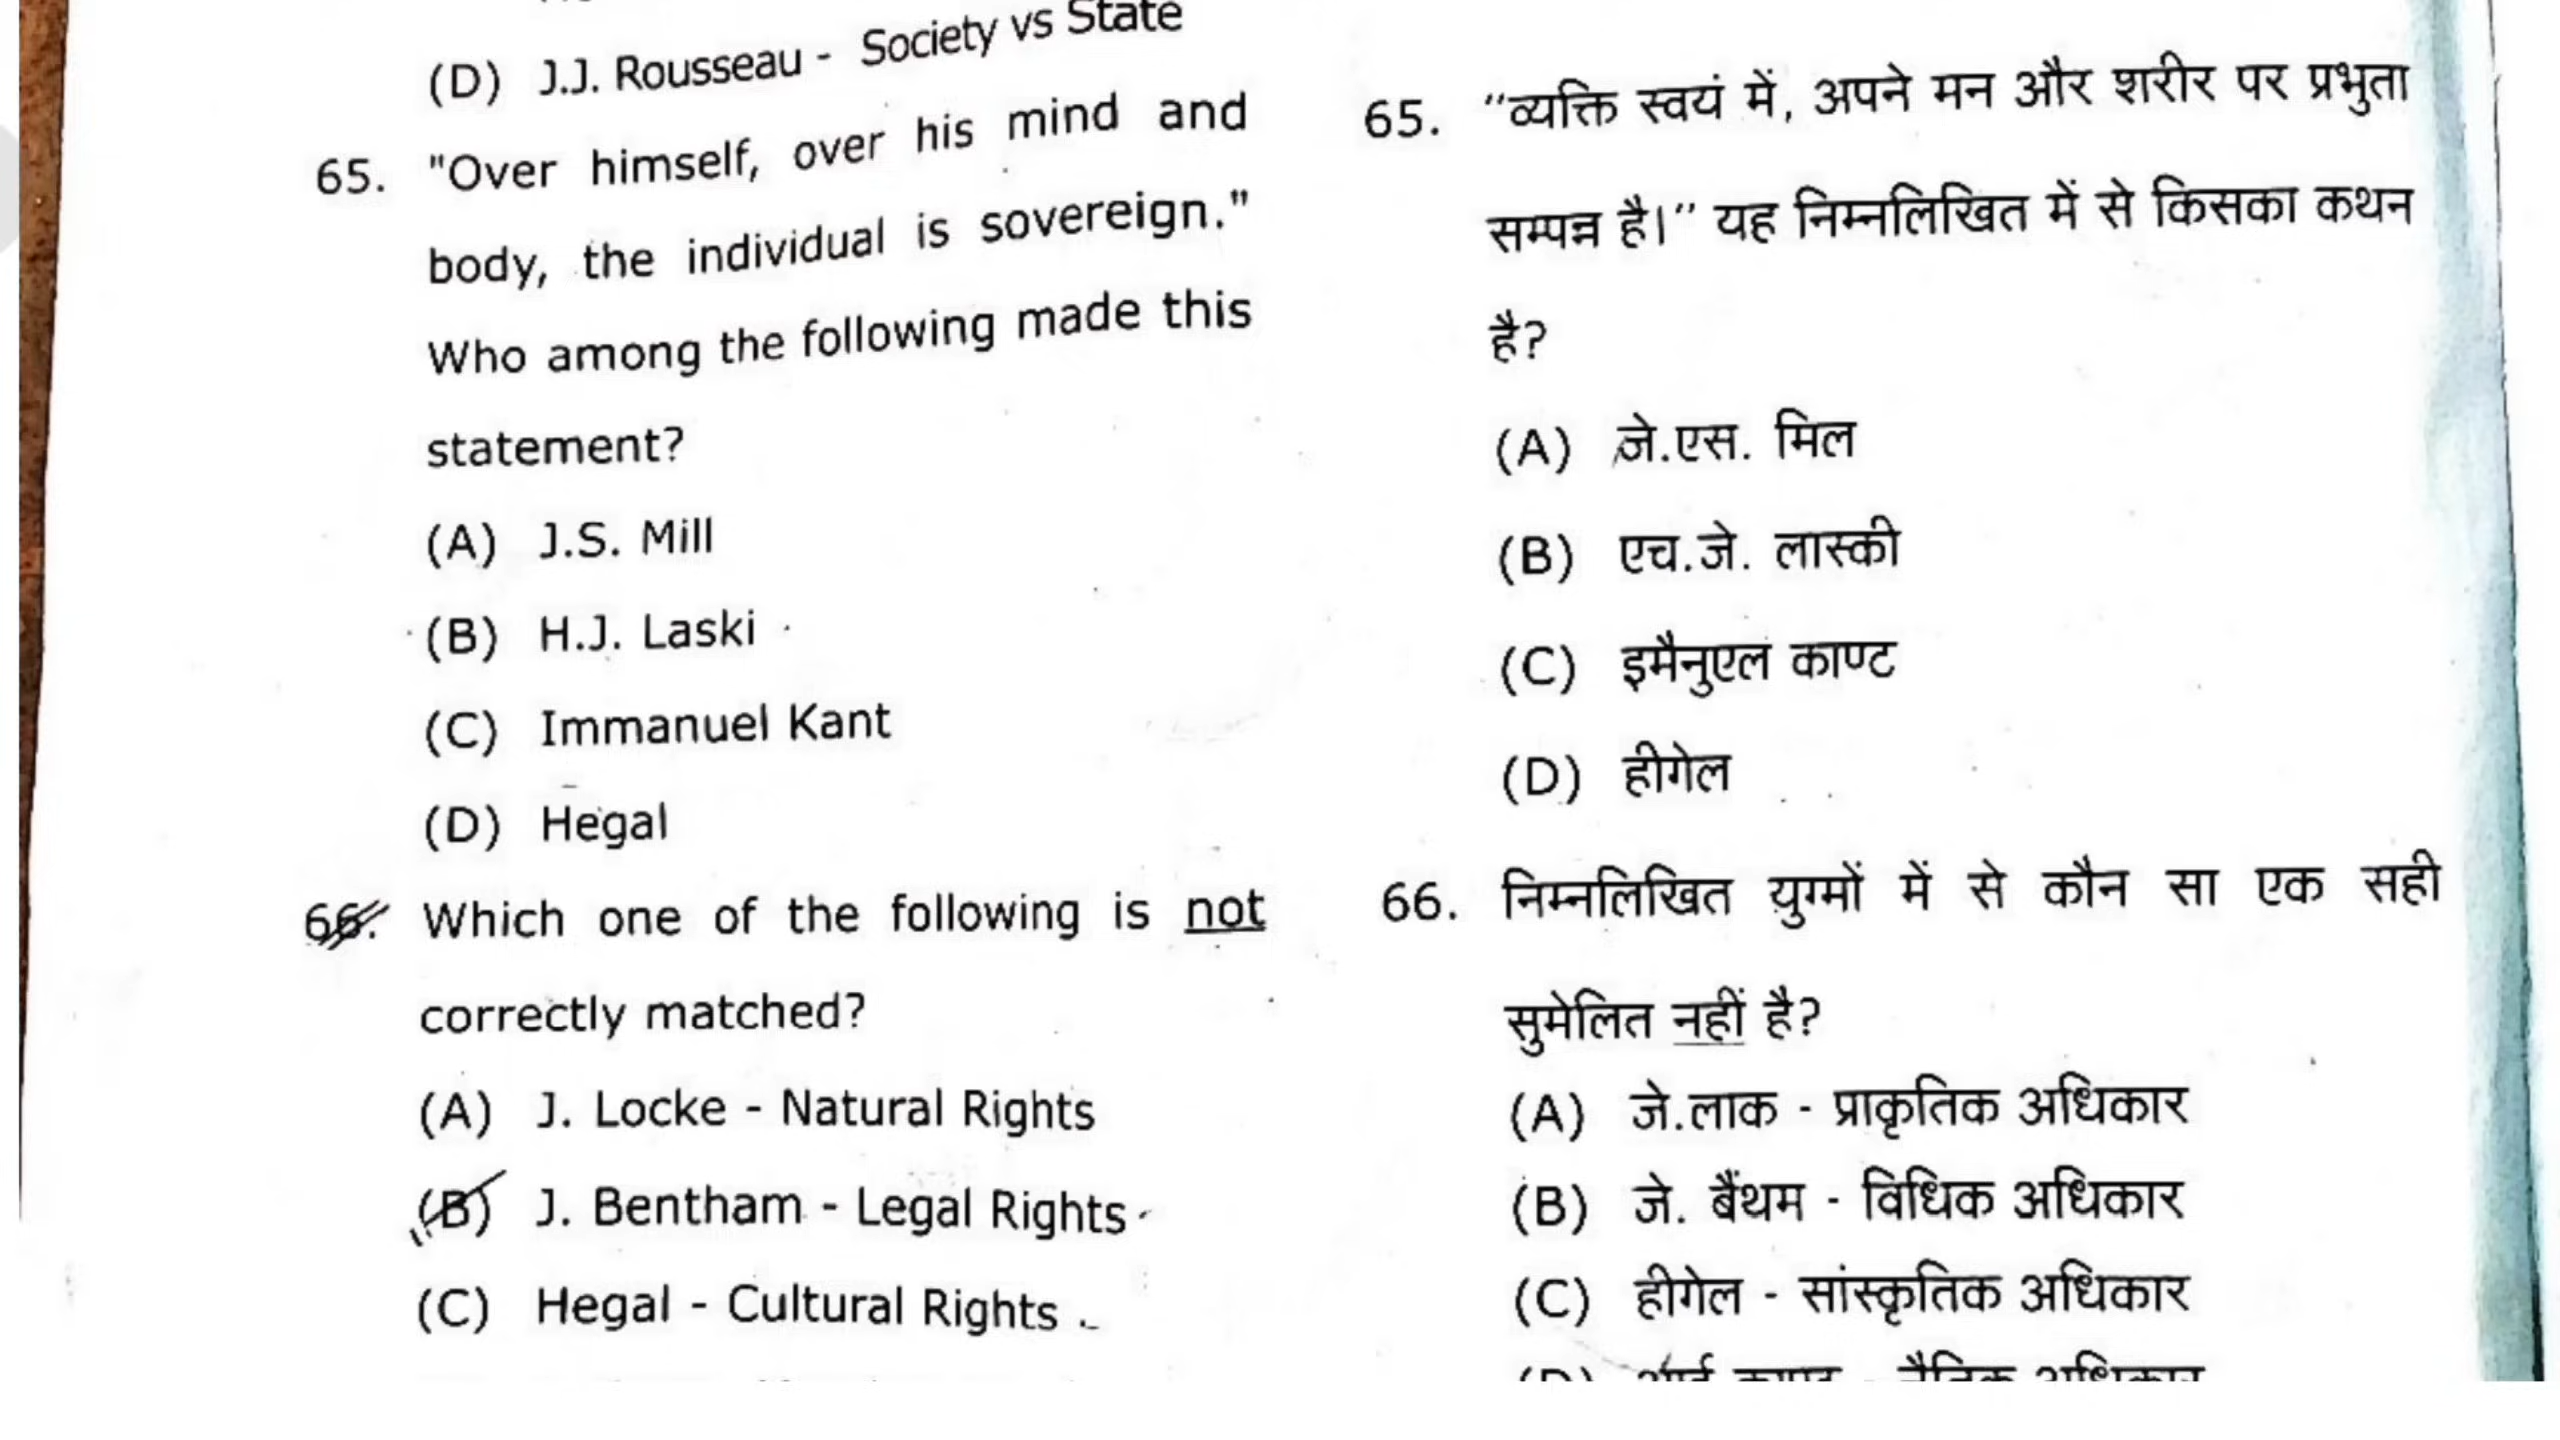 (D) J.J. Rousseau - Society vs State
65. "Over himself, over his mind and
body, the individual is sovereign."
Who among the following made this
statement?
(A) J.S. Mill
(B) H.J. Laski
(C) Immanuel Kant
(D) Hegal
66. Which one of the following is not
correctly matched?
(A) J. Locke - Natural Rights
(B) J. Bentham - Legal Rights
(C) Hegal - Cultural Rights
65. "व्यक्ति स्वयं में, अपने मन और शरीर पर प्रभुता
सम्पन्न है।" यह निम्नलिखित में से किसका कथन
है?
(A) जे.एस. मिल
(B) एच.जे. लास्की
(C) इमैनुएल काण्ट
(D) हीगेल
66. निम्नलिखित युग्मों में से कौन सा एक सही
सुमेलित नहीं है?
(A) जे.लाक - प्राकृतिक अधिकार
(B) जे. बैंथम - विधिक अधिकार
(C) हीगेल - सांस्कृतिक अधिकार